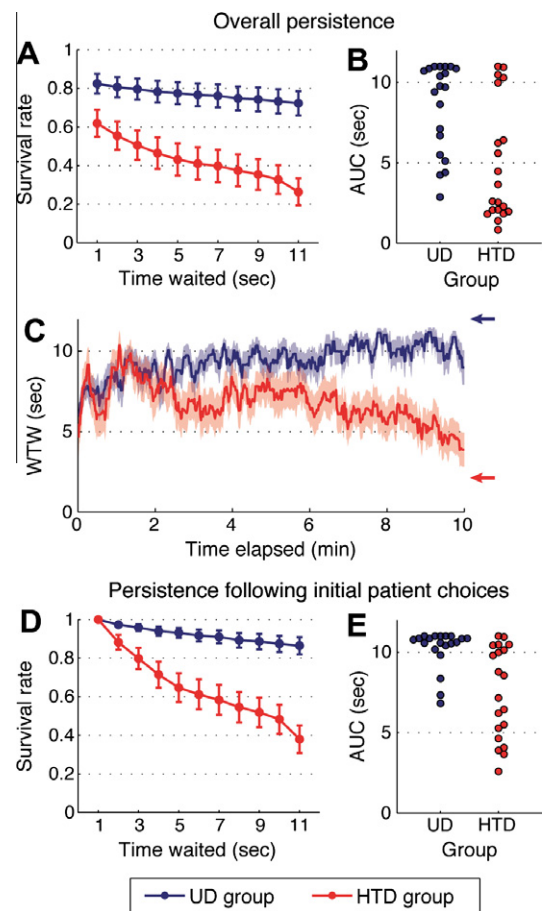 Overall persistence
A
Survival rate
1
0.8
0.6
0.4
0.2
0
1 3 5 7 9 11
Time waited (sec)
B
AUC (sec)
10
5
0
UD HTD
Group
C
WTW (sec)
10
5
0
0 2 4 6 8 10
Time elapsed (min)
Persistence following initial patient choices
D
Survival rate
1
0.8
0.6
0.4
0.2
0
1 3 5 7 9 11
Time waited (sec)
E
AUC (sec)
10
5
0
UD HTD
Group
UD group HTD group